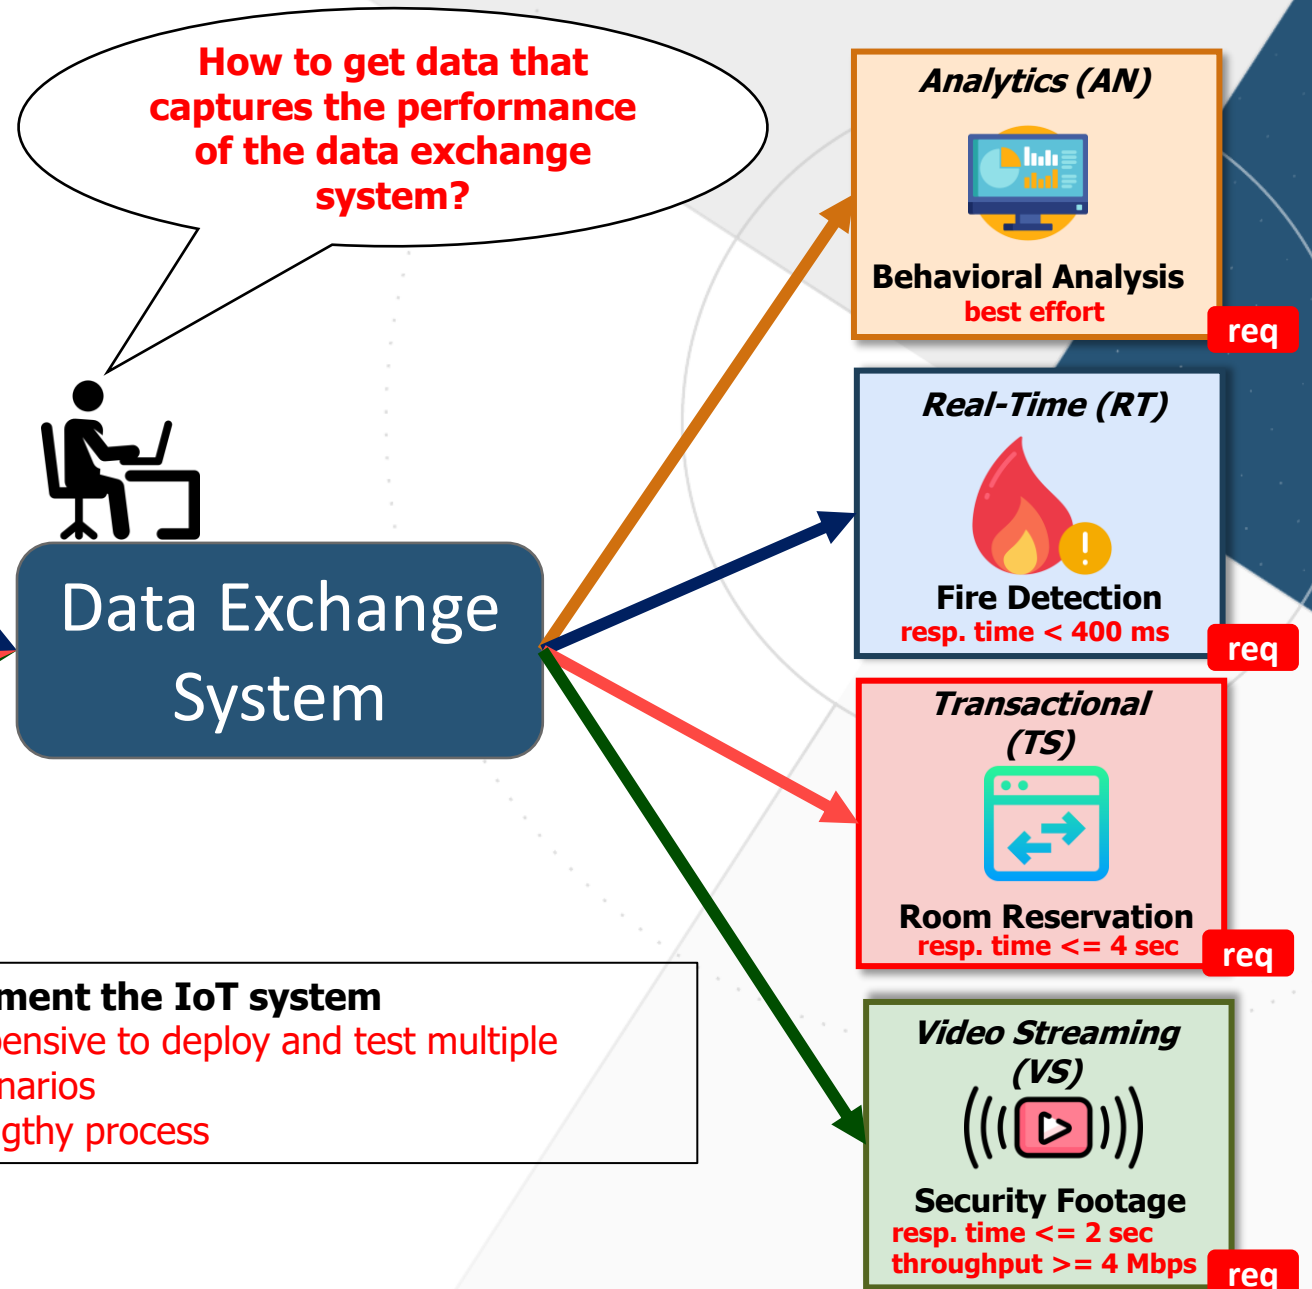 How to get data that
captures the performance
of the data exchange
system?
Data Exchange
System
ment the IoT system
ensive to deploy and test multiple
narios
gthy process
Analytics (AN)
Behavioral Analysis
best effort
req
Real-Time (RT)
Fire Detection
resp. time < 400 ms
req
Transactional
(TS)
Room Reservation
resp. time <= 4 sec
req
Video Streaming
(VS)
Security Footage
resp. time <= 2 sec
throughput >= 4 Mbps
req